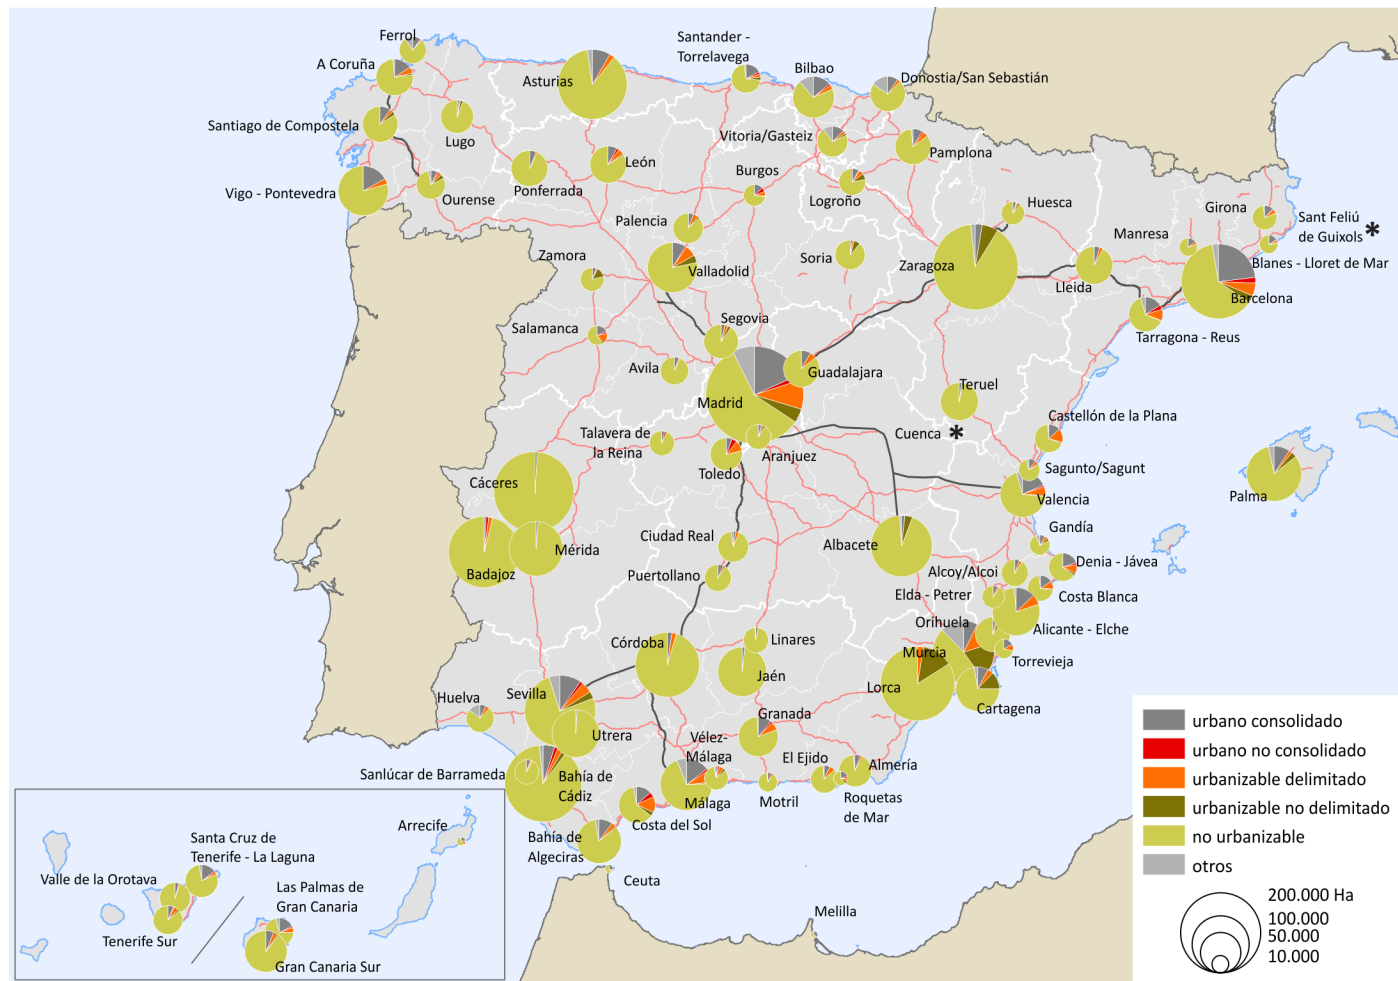 Ferrol
A Coruña
Santiago de Compostela
Lugo
Vigo - Pontevedra
Ourense
Asturias
Ponferrada
León
Santander -
Torrelavega
Bilbao
Donostia/San Sebastián
Vitoria/Gasteiz
Pamplona
Burgos
Logroño
Palencia
Huesca
Girona
Sant Feliú
de Guixols *
Manresa
Blanes - Lloret de Mar
Barcelona
Zamora
Valladolid
Soria
Zaragoza
Lleida
Tarragona - Reus
Salamanca
Segovia
Avila
Guadalajara
Madrid
Teruel
Castellón de la Plana
Cuenca *
Talavera de
la Reina
Toledo
Aranjuez
Sagunto/Sagunt
Valencia
Palma
Cáceres
Mérida
Badajoz
Ciudad Real
Puertollano
Albacete
Gandía
Denia - Jávea
Alcoy/Alcoi
Costa Blanca
Elda - Petrer
Alicante - Elche
Orihuela
Murcia
Torrevieja
Lorca
Cartagena
Córdoba
Linares
Jaén
Huelva
Sevilla
Utrera
Granada
Vélez-
Málaga
El Ejido
Almería
Sanlúcar de Barrameda
Bahía de
Cádiz
Málaga
Motril
Roquetas
de Mar
Costa del Sol
Bahía de
Algeciras
Ceuta
Melilla
Arrecife
Santa Cruz de
Tenerife - La Laguna
Valle de la Orotava
Las Palmas de
Gran Canaria
Tenerife Sur
Gran Canaria Sur
urbano consolidado
urbano no consolidado
urbanizable delimitado
urbanizable no delimitado
no urbanizable
otros
200.000 Ha
100.000
50.000
10.000